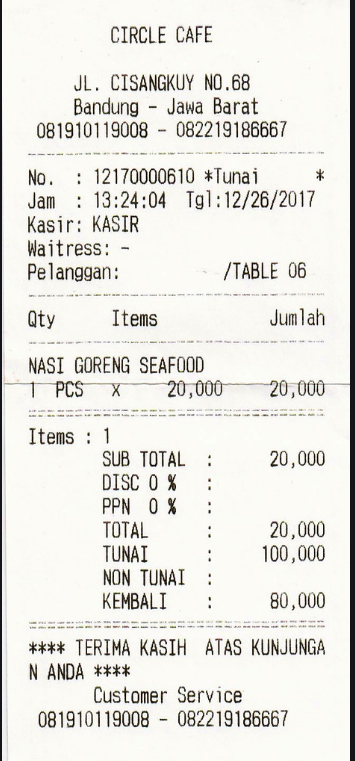 CIRCLE CAFE
JL. CISANGKUY NO.68
Bandung - Jawa Barat
081910119008 - 082219186667
No. : 12170000610 *Tunai *
Jam : 13:24:04 Tgl:12/26/2017
Kasir: KASIR
Waitress: -
Pelanggan: /TABLE 06
Qty Items Jumlah
NASI GORENG SEAFOOD
1 PCS x 20,000 20,000
Items : 1
SUB TOTAL : 20,000
DISC 0 % :
PPN 0 % :
TOTAL : 20,000
TUNAI : 100,000
NON TUNAI :
KEMBALI : 80,000
**** TERIMA KASIH ATAS KUNJUNGA
N ANDA ****
Customer Service
081910119008 - 082219186667